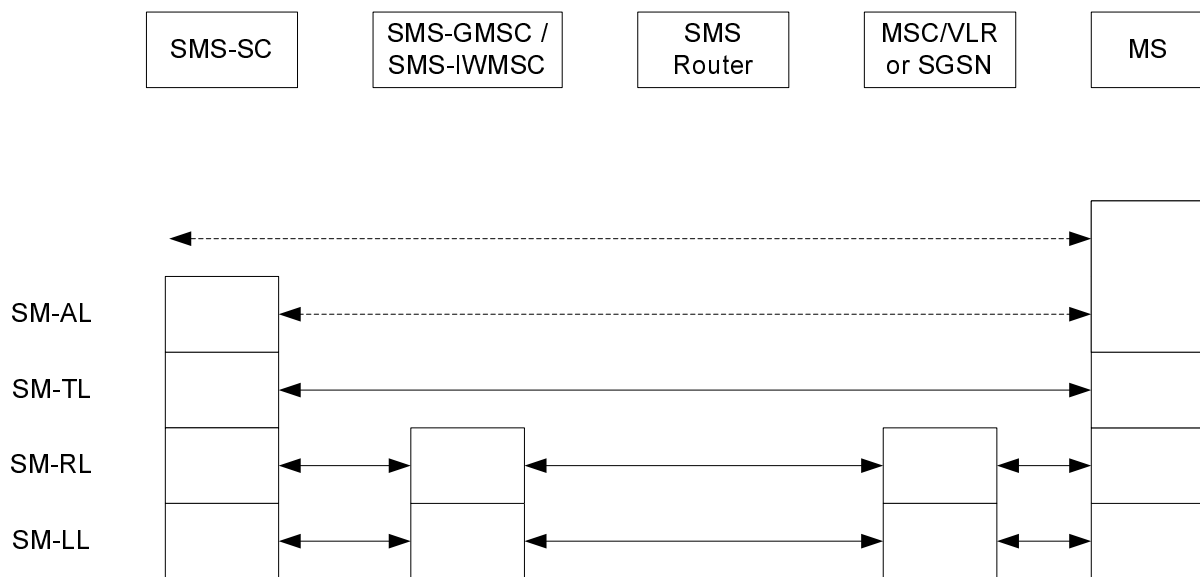 SMS-SC
SMS-GMSC /
SMS-IWMSC
SMS
Router
MSC/VLR
or SGSN
MS
SM-AL
SM-TL
SM-RL
SM-LL